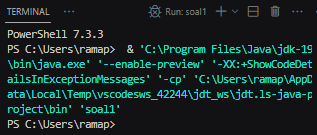 TERMINAL
Run: soal1
PowerShell 7.3.3
PS C:\Users\ramap>  & 'C:\Program Files\Java\jdk-19
\bin\java.exe' '--enable-preview' '-XX:+ShowCodeDet
ailsInExceptionMessages' '-cp' 'C:\Users\ramap\AppD
ata\Local\Temp\vscodesws_42244\jdt_ws\jdt.ls-java-p
roject\bin' 'soal1'
PS C:\Users\ramap>